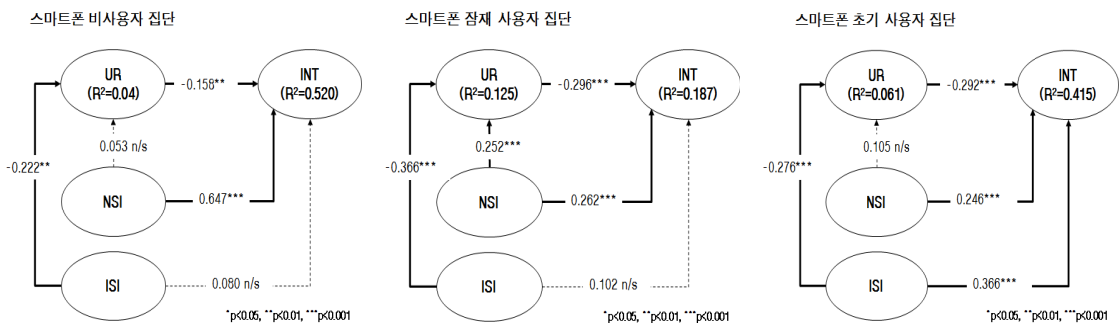 스마트폰 비사용자 집단
UR
(R²=0.04)
-0.158**
INT
(R²=0.520)
0.053 n/s
-0.222**
NSI
0.647***
ISI
0.080 n/s
*p<0.05, **p<0.01, ***p<0.001
스마트폰 잠재 사용자 집단
UR
(R²=0.125)
-0.296***
INT
(R²=0.187)
0.252***
-0.366***
NSI
0.262***
ISI
0.102 n/s
*p<0.05, **p<0.01, ***p<0.001
스마트폰 초기 사용자 집단
UR
(R²=0.061)
-0.292***
INT
(R²=0.415)
0.105 n/s
-0.276***
NSI
0.246***
ISI
0.366***
*p<0.05, **p<0.01, ***p<0.001